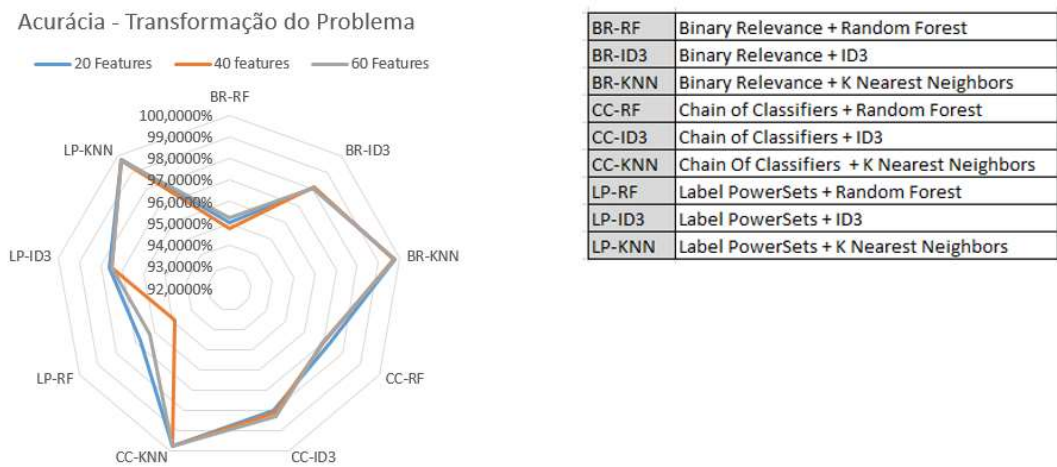 Acurácia - Transformação do Problema
20 Features
40 features
60 Features
BR-RF
BR-ID3
BR-KNN
CC-RF
CC-ID3
CC-KNN
LP-RF
LP-ID3
LP-KNN
100,0000%
99,0000%
98,0000%
97,0000%
96,0000%
95,0000%
94,0000%
93,0000%
92,0000%
BR-RF Binary Relevance + Random Forest
BR-ID3 Binary Relevance + ID3
BR-KNN Binary Relevance + K Nearest Neighbors
CC-RF Chain of Classifiers + Random Forest
CC-ID3 Chain of Classifiers + ID3
CC-KNN Chain Of Classifiers + K Nearest Neighbors
LP-RF Label PowerSets + Random Forest
LP-ID3 Label PowerSets + ID3
LP-KNN Label PowerSets + K Nearest Neighbors